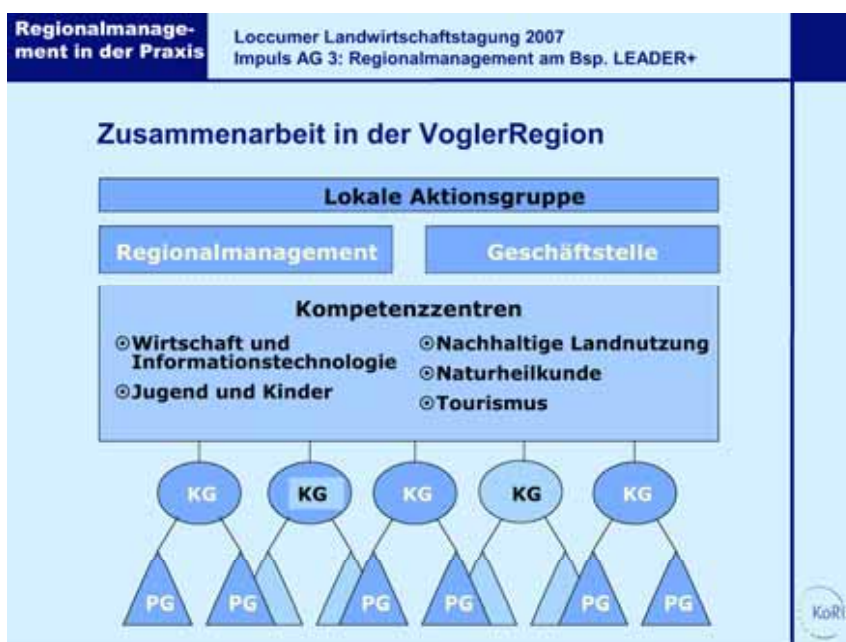 Regionalmanage-
ment in der Praxis
Loccumer Landwirtschaftstagung 2007
Impuls AG 3: Regionalmanagement am Bsp. LEADER+
Zusammenarbeit in der VoglerRegion
Lokale Aktionsgruppe
Regionalmanagement
Geschäftstelle
Kompetenzzentren
Wirtschaft und
Informationstechnologie
Jugend und Kinder
Nachhaltige Landnutzung
Naturheilkunde
Tourismus
KG KG KG KG KG
PG PG PG PG PG PG